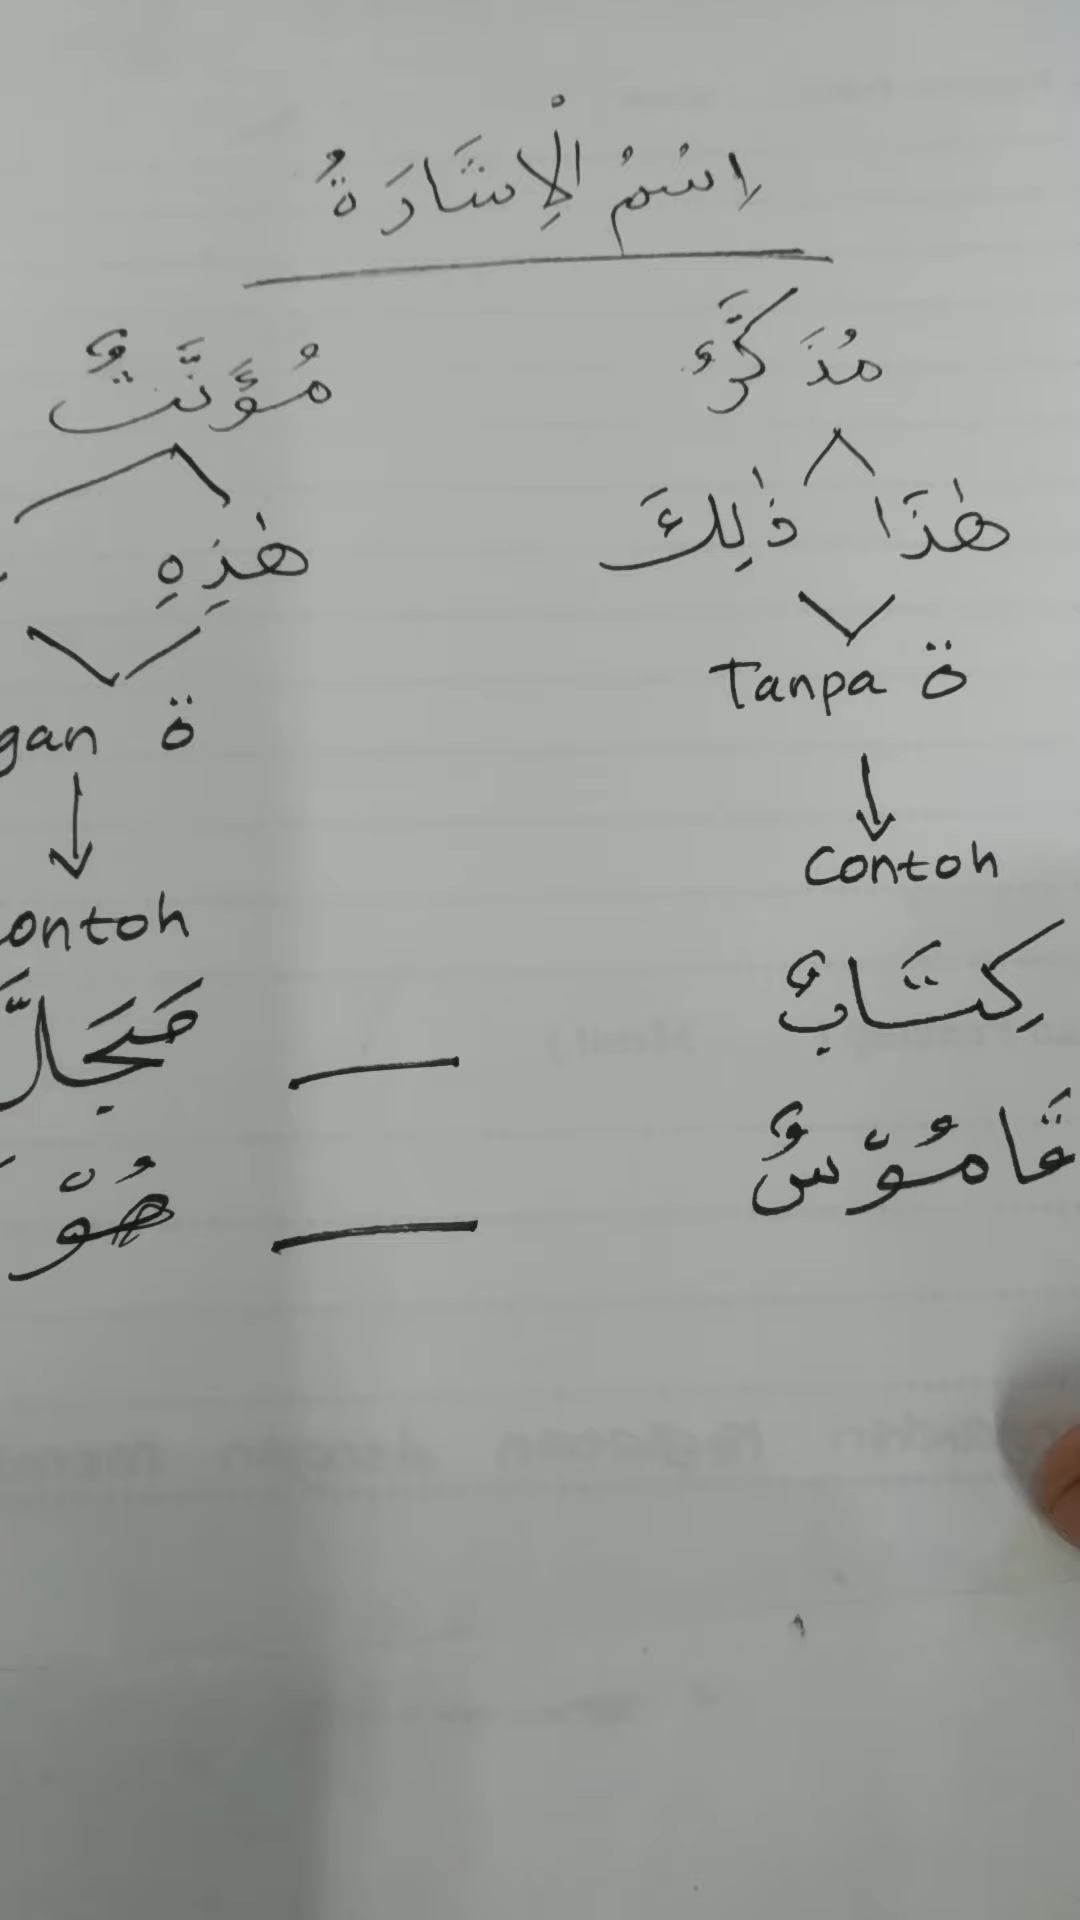 اِسْمُ الْإِشَارَةُ
مُذَكَّرٌ مُؤَنَّثٌ
هٰذَا ذٰلِكَ هٰذِهِ
Tanpa ة gan ة
Contoh ontoh
كِتَابٌ — مَجَلَّ
قَامُوْسٌ — هُوّ